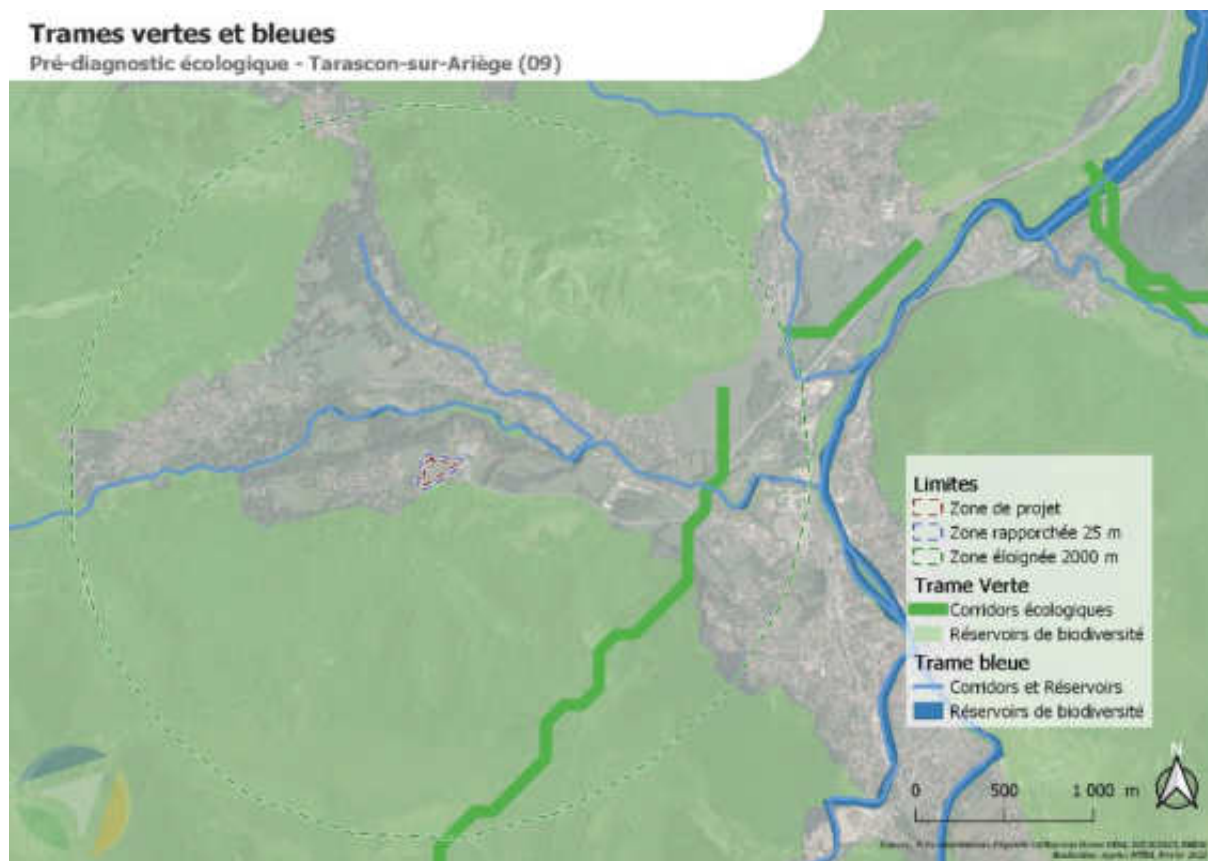 Trames vertes et bleues
Pré-diagnostic écologique - Tarascon-sur-Ariège (09)
Limites
Zone de projet
Zone rapporchée 25 m
Zone éloignée 2000 m
Trame Verte
Corridors écologiques
Réservoirs de biodiversité
Trame bleue
Corridors et Réservoirs
Réservoirs de biodiversité
N
0 500 1 000 m